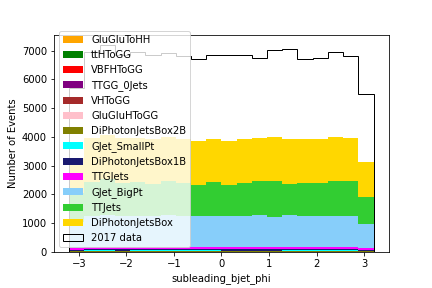 GluGluToHH
ttHToGG
VBFHToGG
TTGG_0Jets
VHToGG
GluGluHToGG
DiPhotonJetsBox2B
GJet_SmallPt
DiPhotonJetsBox1B
TTGJets
GJet_BigPt
TTJets
DiPhotonJetsBox
2017 data
Number of Events
7000
6000
5000
4000
3000
2000
1000
0
−3 −2 −1 0 1 2 3
subleading_bjet_phi